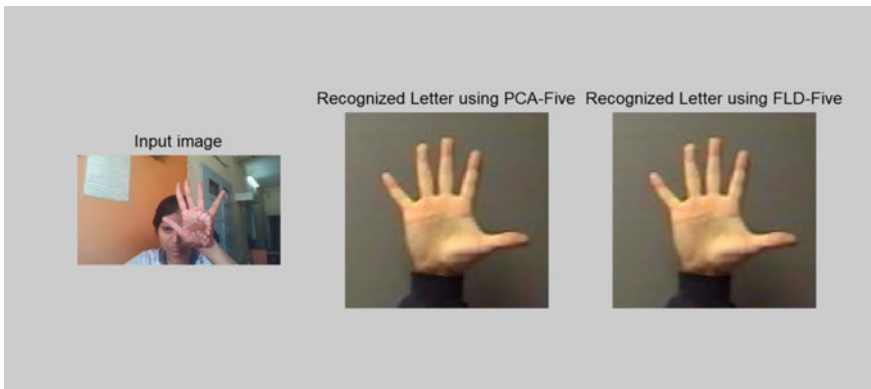 Input image
Recognized Letter using PCA-Five
Recognized Letter using FLD-Five